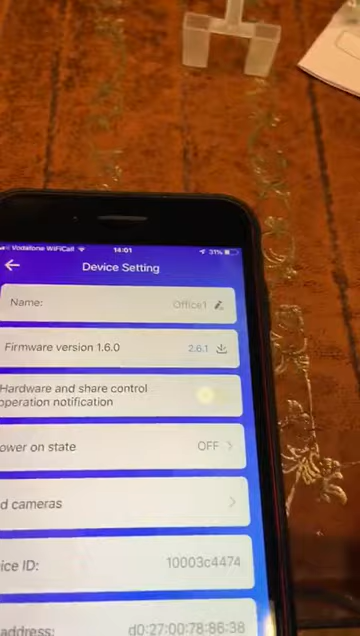 Vodafone WiFiCall 14:01 31%
Device Setting
Name: Office1
Firmware version 1.6.0 2.6.1
Hardware and share control
operation notification
ower on state OFF
d cameras
ice ID: 10003c4474
address: d0:27:00:78:86:38